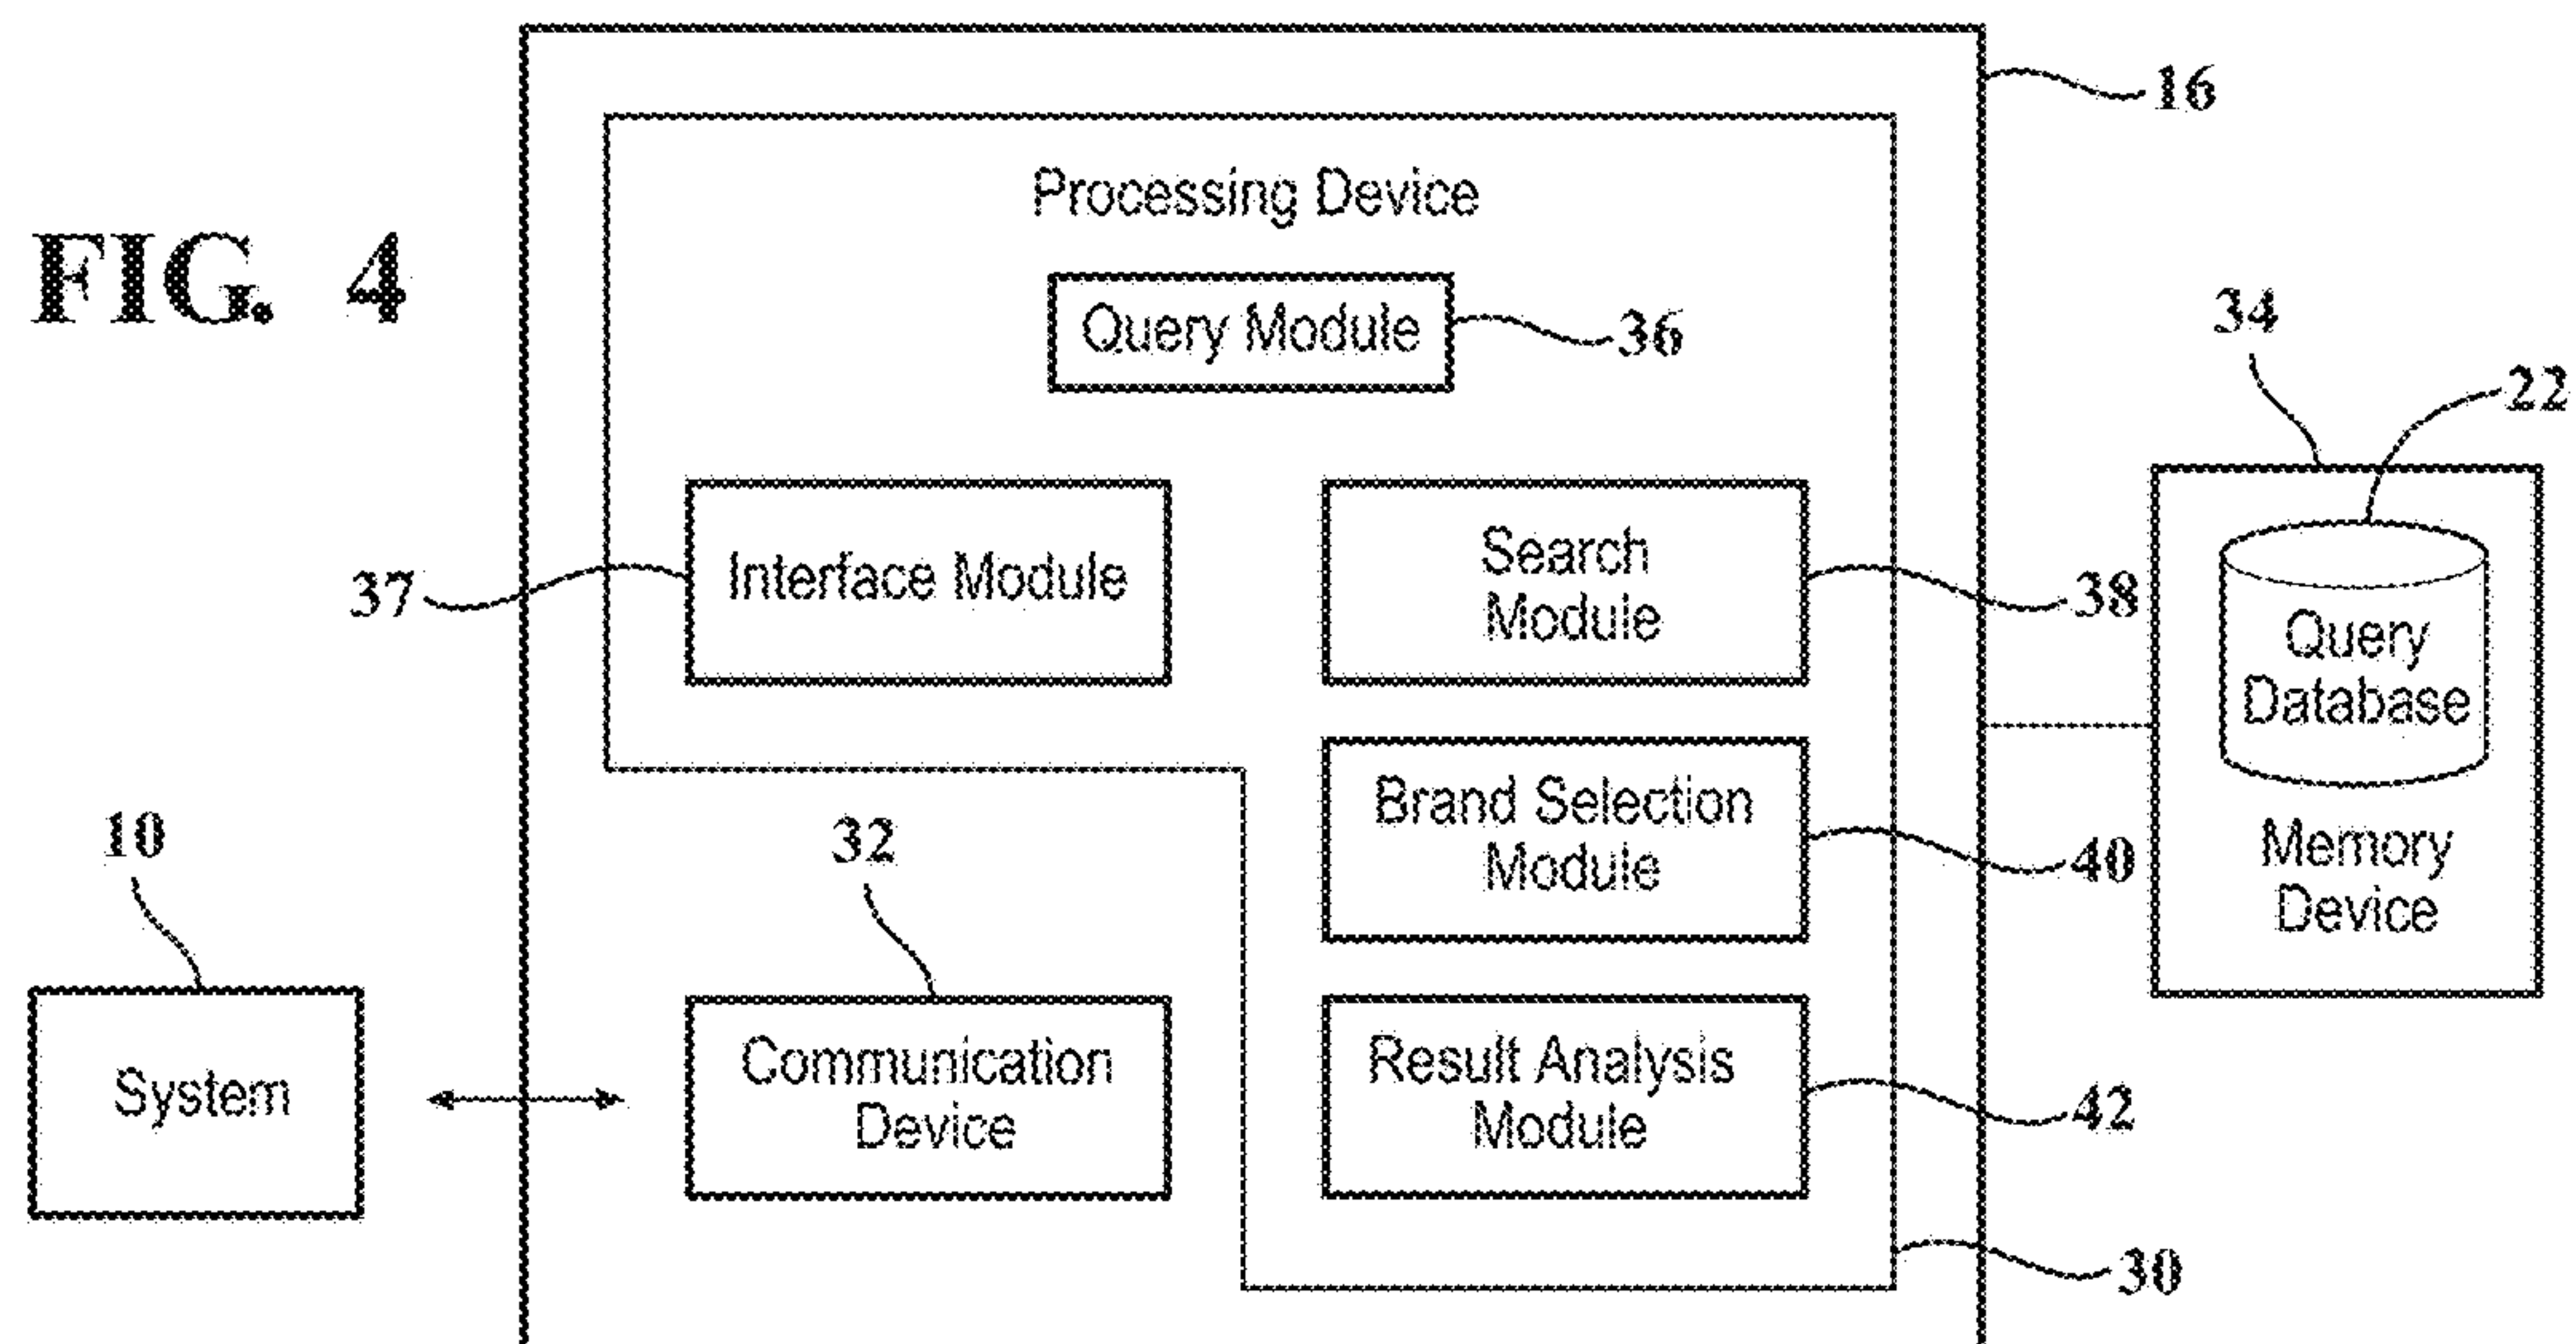 FIG. 4
16
Processing Device
Query Module
36
34
22
Interface Module
37
Search
Module
38
Query
Database
Memory
Device
Brand Selection
Module
40
10
System
32
Communication
Device
Result Analysis
Module
42
30